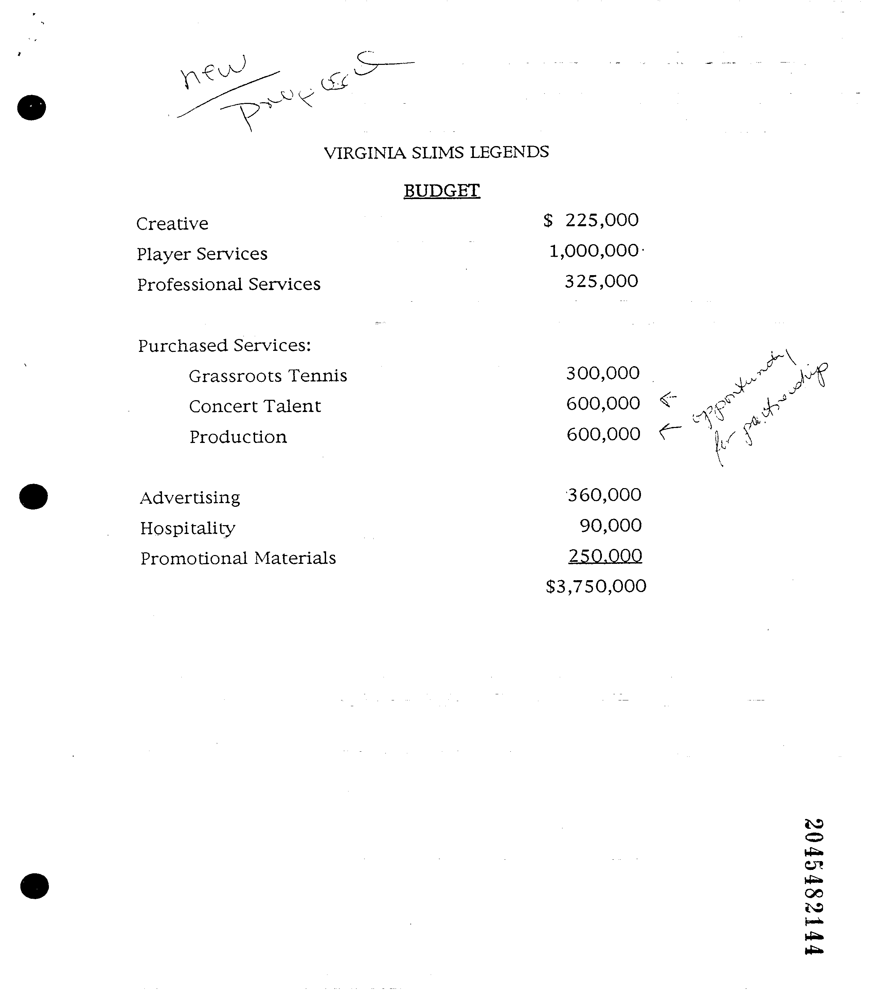 new
proposed
VIRGINIA SLIMS LEGENDS
BUDGET
Creative $ 225,000
Player Services 1,000,000
Professional Services 325,000
Purchased Services:
Grassroots Tennis 300,000
Concert Talent 600,000 ←
Production 600,000 ←
opportunity
for partnership
Advertising 360,000
Hospitality 90,000
Promotional Materials 250,000
$3,750,000
2045482144